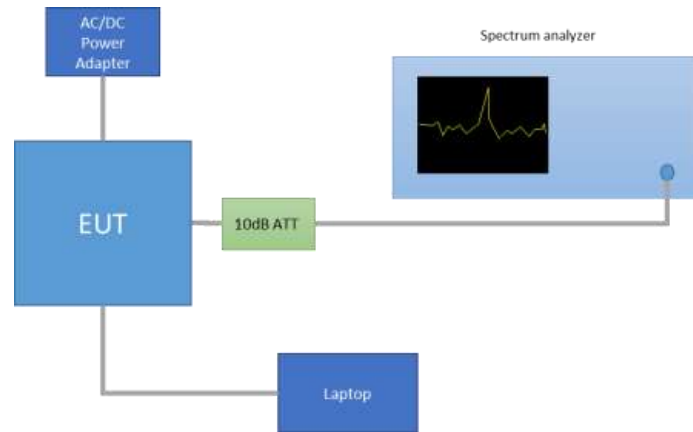 AC/DC
Power
Adapter
Spectrum analyzer
EUT
10dB ATT
Laptop